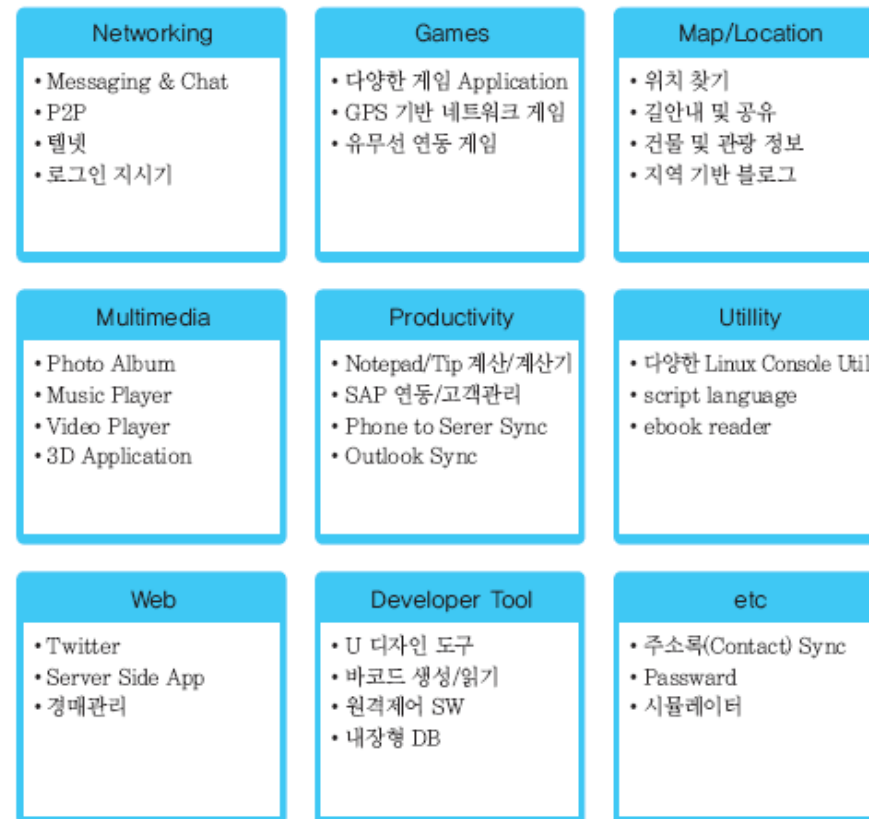 Networking
• Messaging & Chat
• P2P
•텔넷
• 로그인 지시기
Games
• 다양한 게임 Application
• GPS 기반 네트워크 게임
• 유무선 연동 게임
Map/Location
• 위치 찾기
• 길안내 및 공유
• 건물 및 관광 정보
• 지역 기반 블로그
Multimedia
• Photo Album
• Music Player
• Video Player
• 3D Application
Productivity
• Notepad/Tip 계산/계산기
• SAP 연동/고객관리
• Phone to Serer Sync
• Outlook Sync
Utillity
• 다양한 Linux Console Util
• script language
• ebook reader
Web
• Twitter
• Server Side App
• 경매관리
Developer Tool
• U 디자인 도구
• 바코드 생성/읽기
• 원격제어 SW
• 내장형 DB
etc
• 주소록(Contact) Sync
• Passward
• 시뮬레이터